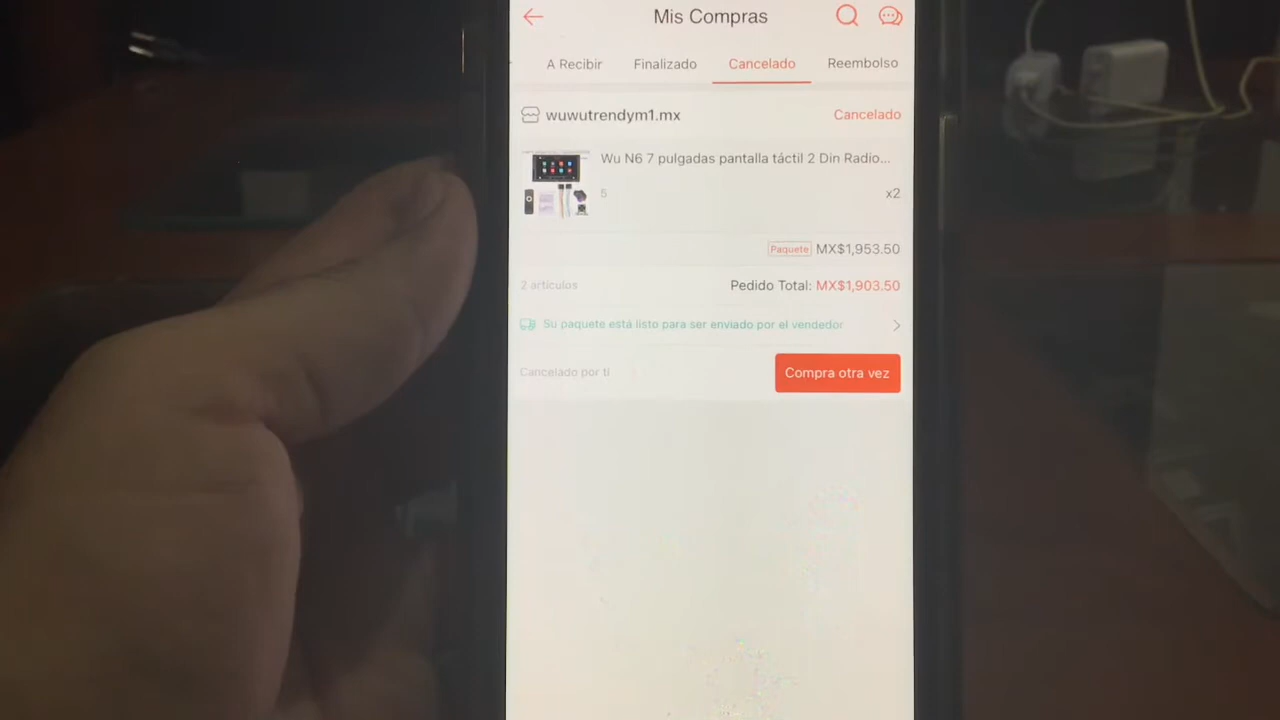 Mis Compras
A Recibir Finalizado Cancelado Reembolso
wuwutrendym1.mx Cancelado
Wu N6 7 pulgadas pantalla táctil 2 Din Radio...
S x2
Paquete MX$1,953.50
2 artículos Pedido Total: MX$1,903.50
Su paquete está listo para ser enviado por el vendedor
Cancelado por ti Compra otra vez